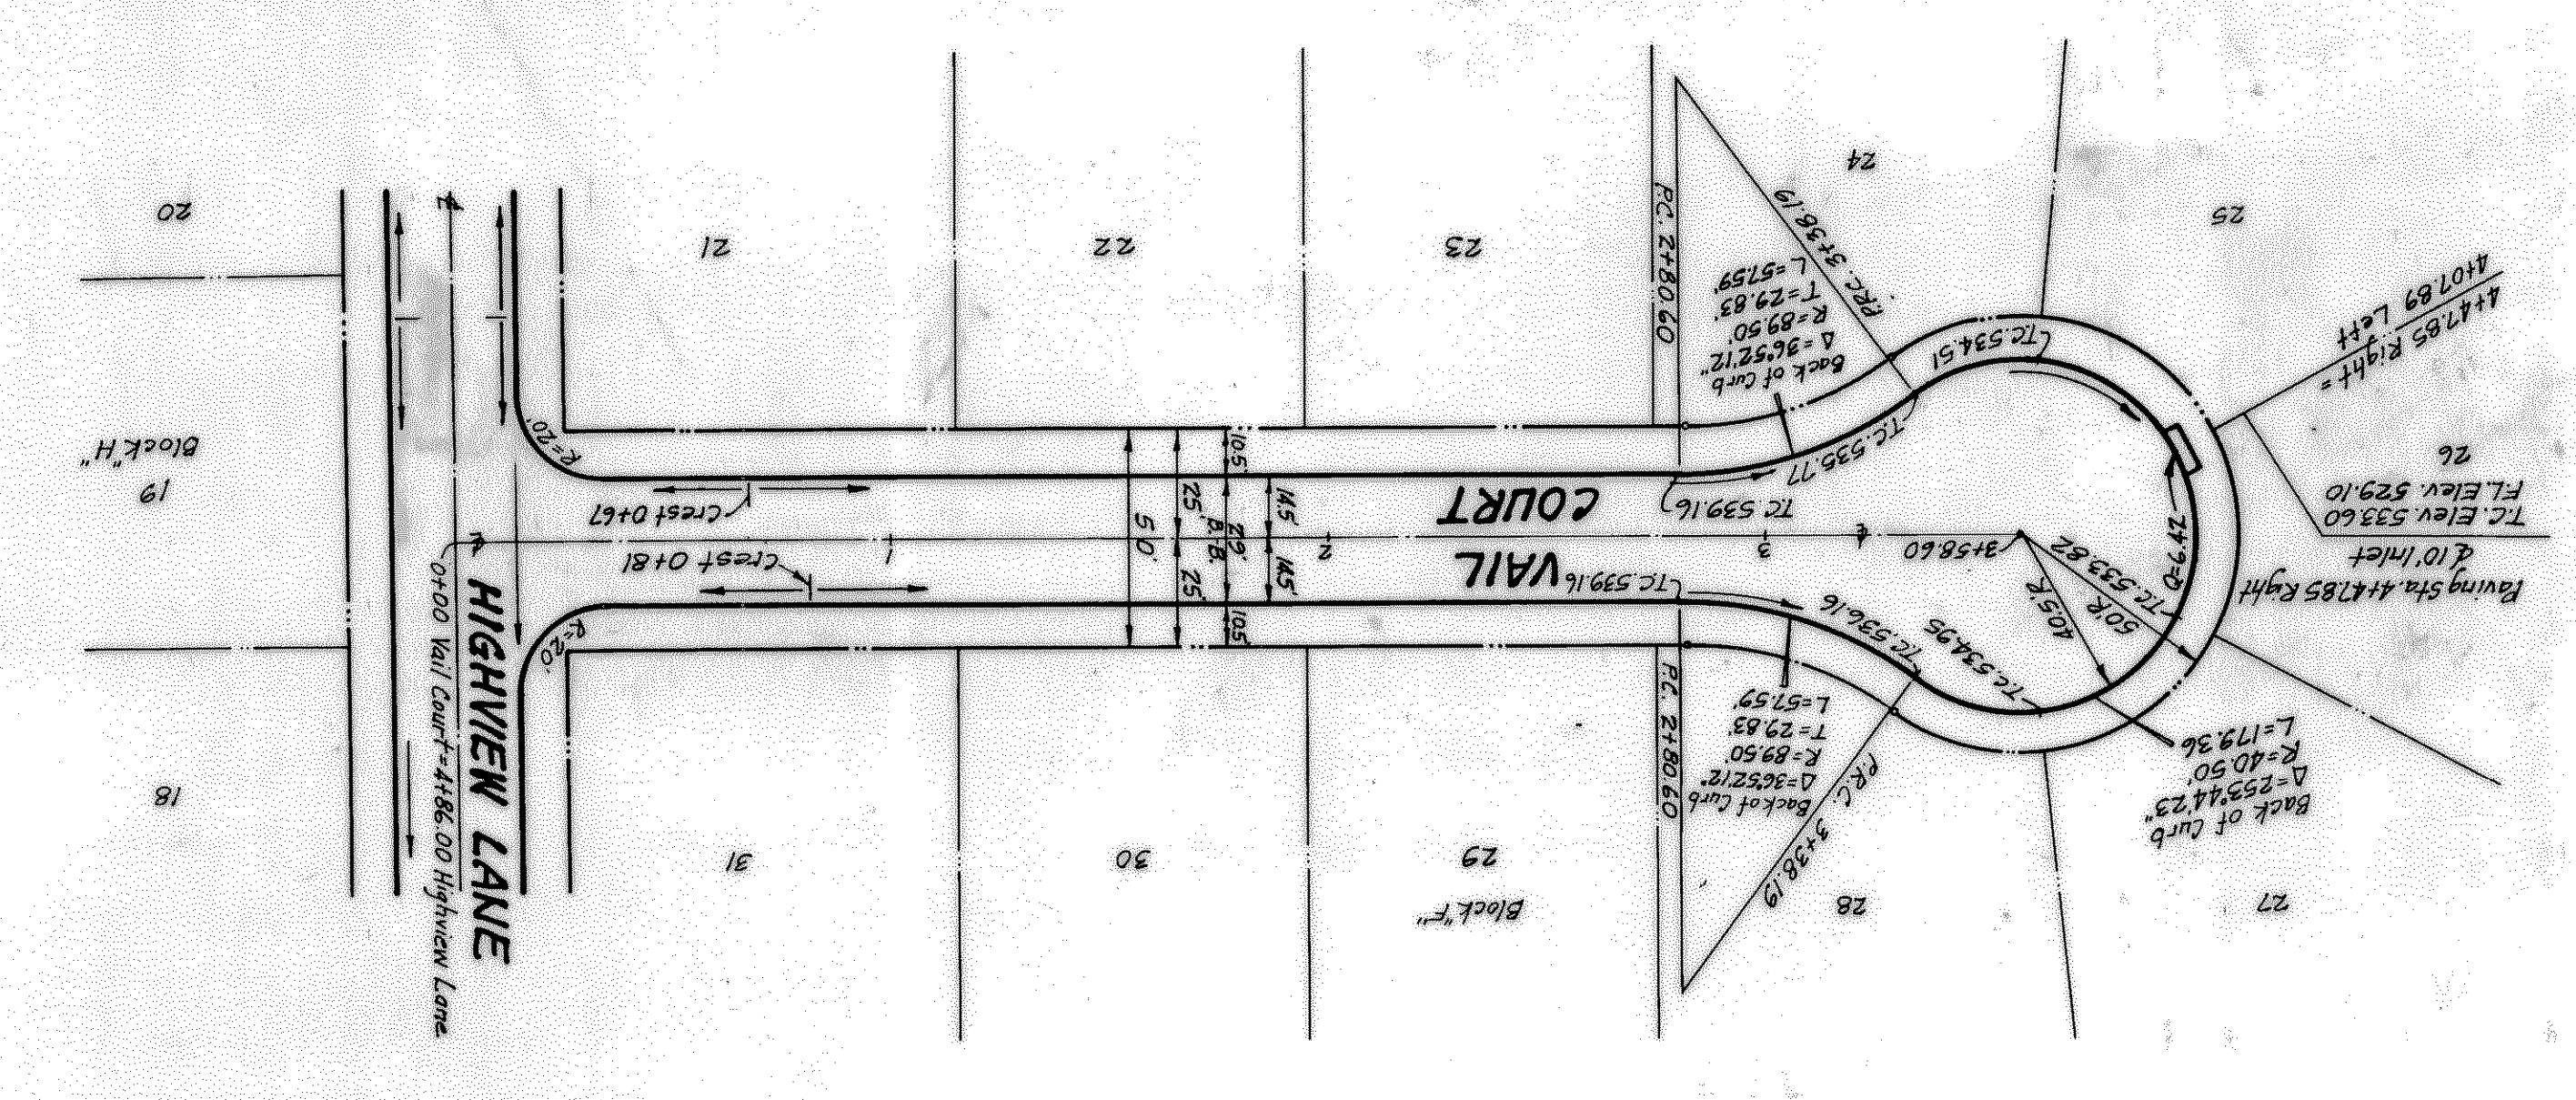 27
28
Block "F"
29
30
31
18
Back of Curb
Δ=253°44'23"
R=40.50'
L=179.36
P.R.C. 3+38.19
Back of Curb
Δ=36°52'12"
R=89.50'
T=29.83'
L=57.59'
P.C. 2+80.60
HIGHVIEW LANE
0+00 Vail Court=4+86.00 Highview Lane
Paving Sta. 4+47.85 Right
℄ 10' Inlet
T.C. Elev. 533.60
F.L. Elev. 529.10
26
50'R
40.5'R
T.C. 533.82
T.C. 534.95
T.C. 536.16
T.C. 539.16
VAIL
COURT
10.5'
25'
14.5'
29'
B.B.
50'
14.5'
25'
10.5'
R=20'
Crest 0+81
3+58.60
℄
3
2
1
℄
T.C. 539.16
Crest 0+67
19
Block "H"
4+47.85 Right =
4+07.89 Left
T.C. 534.51
T.C. 535.77
R=20'
Back of Curb
Δ=36°52'12"
R=89.50'
T=29.83'
L=57.59'
P.R.C. 3+38.19
P.C. 2+80.60
25
24
23
22
21
20
℄